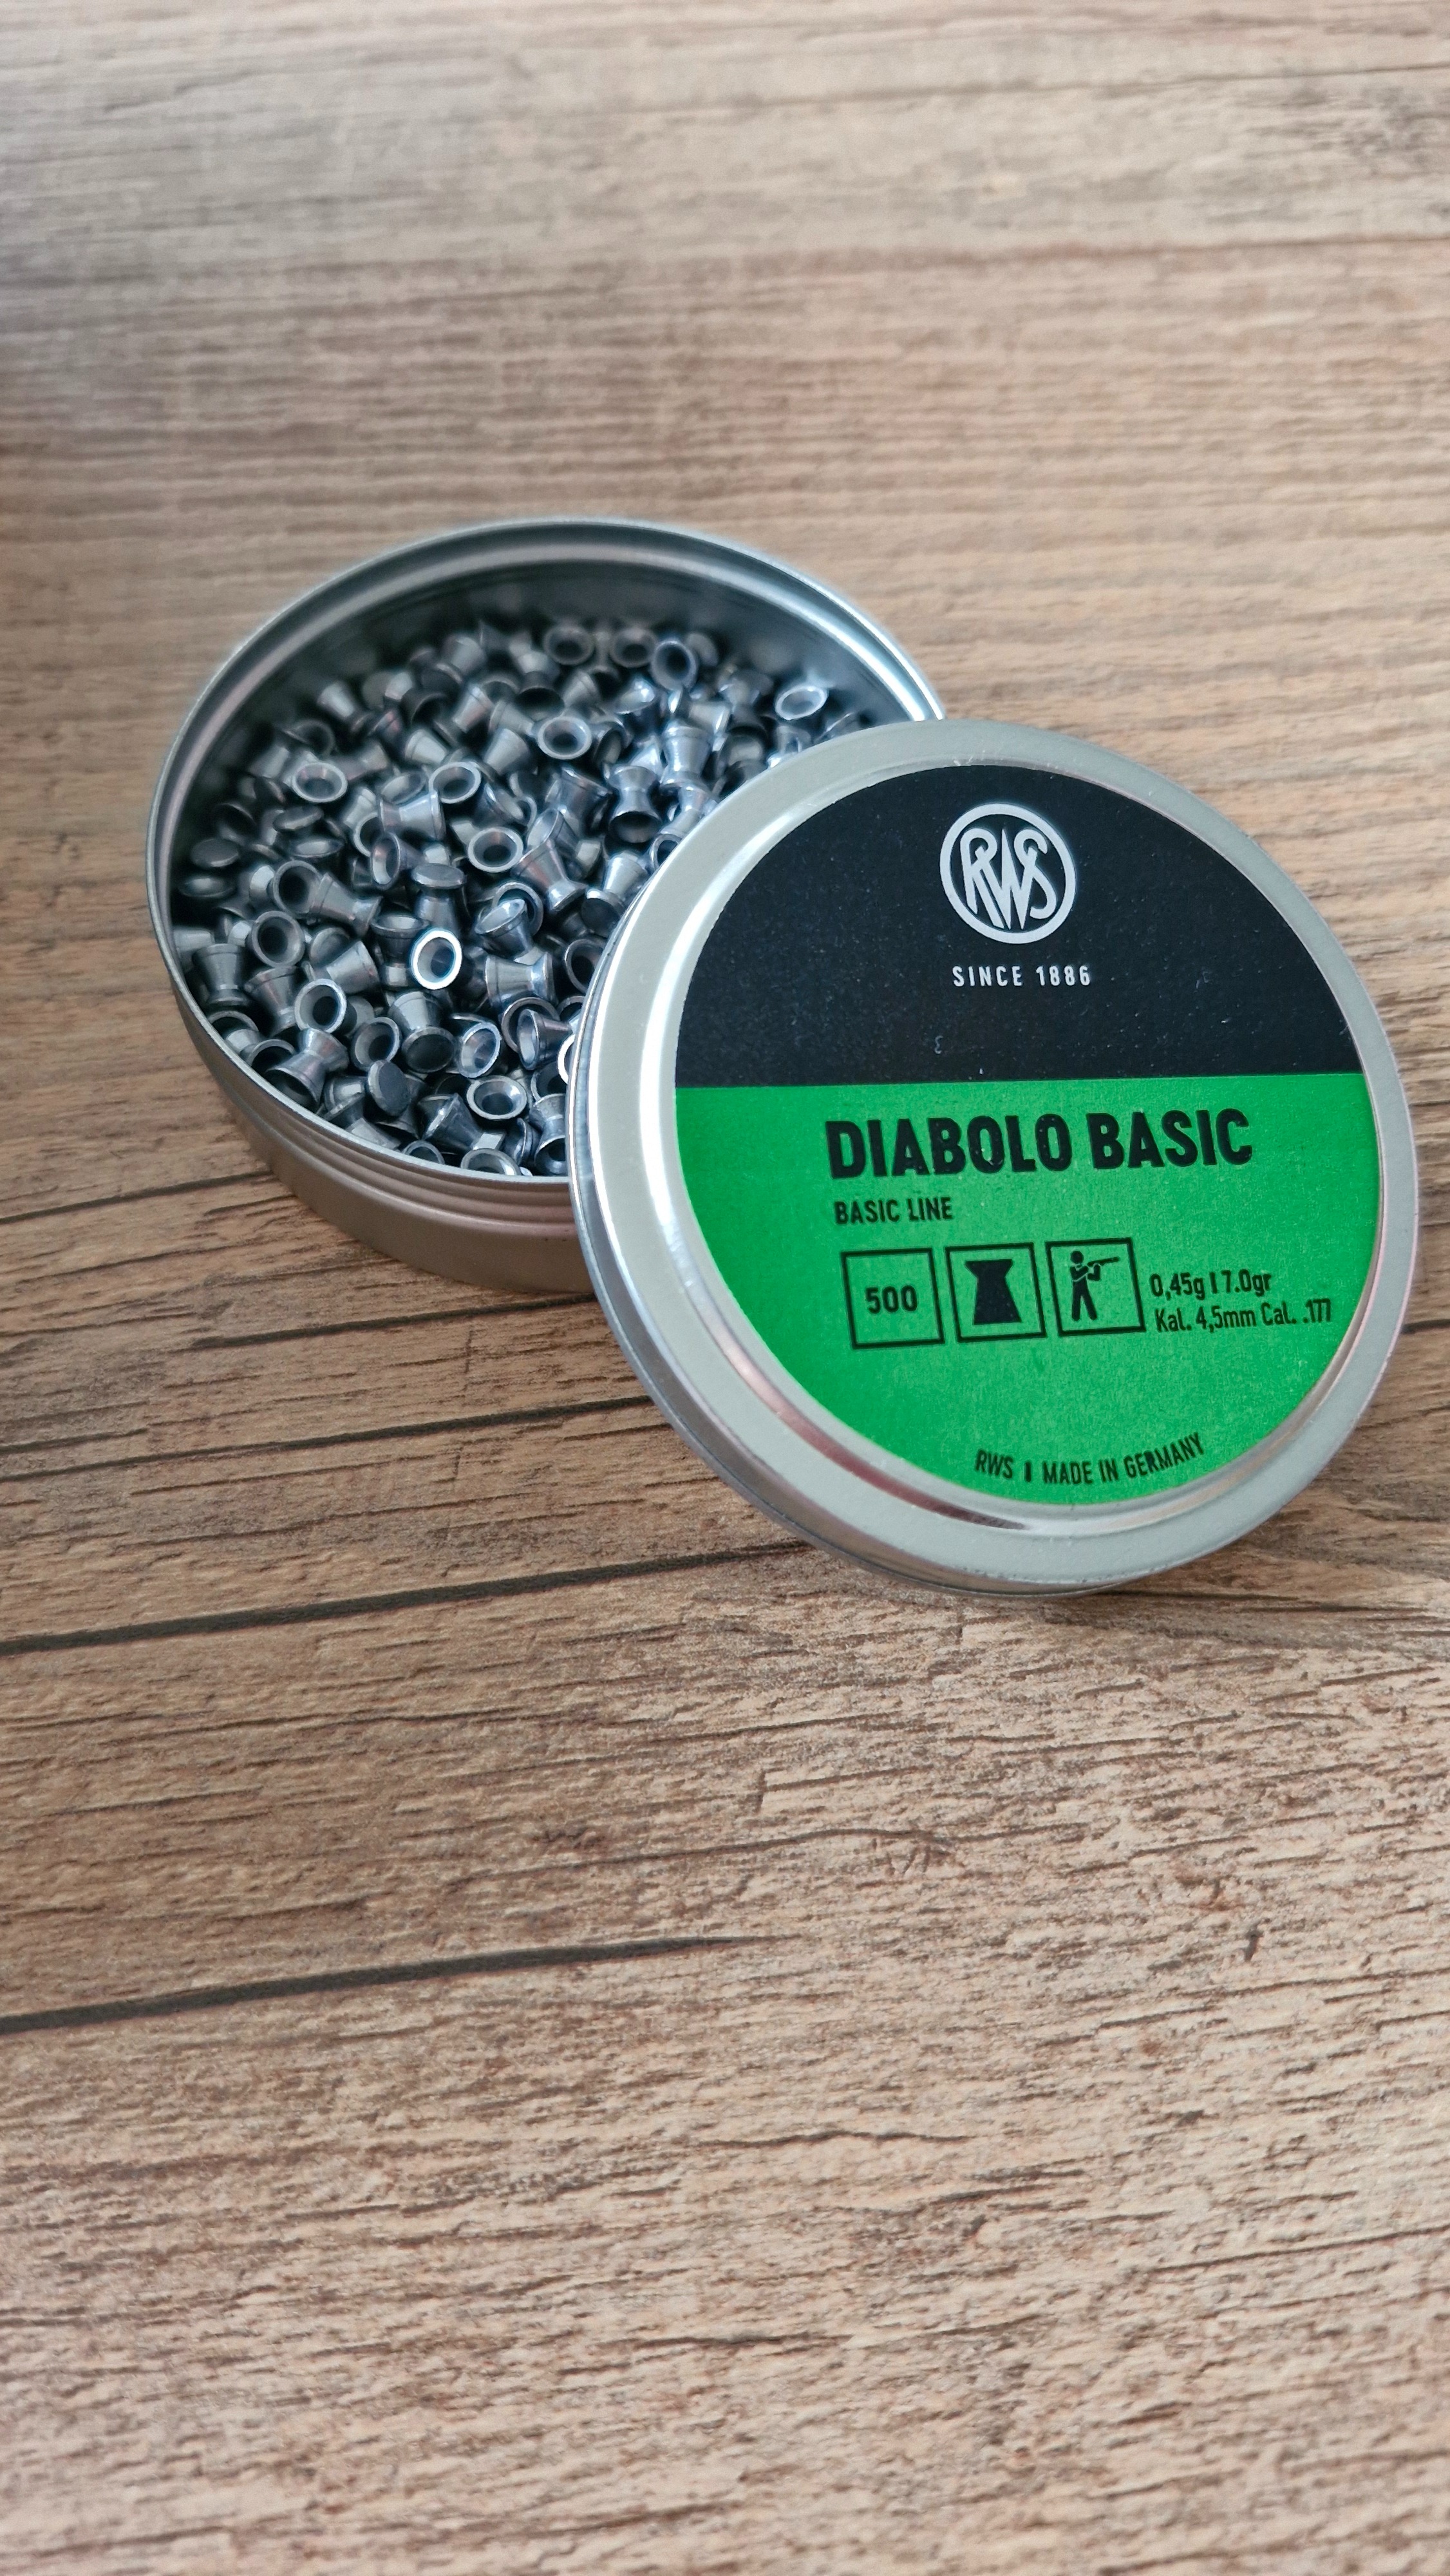 RWS
SINCE 1886
DIABOLO BASIC
BASIC LINE
500
0,45g | 7.0gr
Kal. 4,5mm Cal. .177
RWS | MADE IN GERMANY